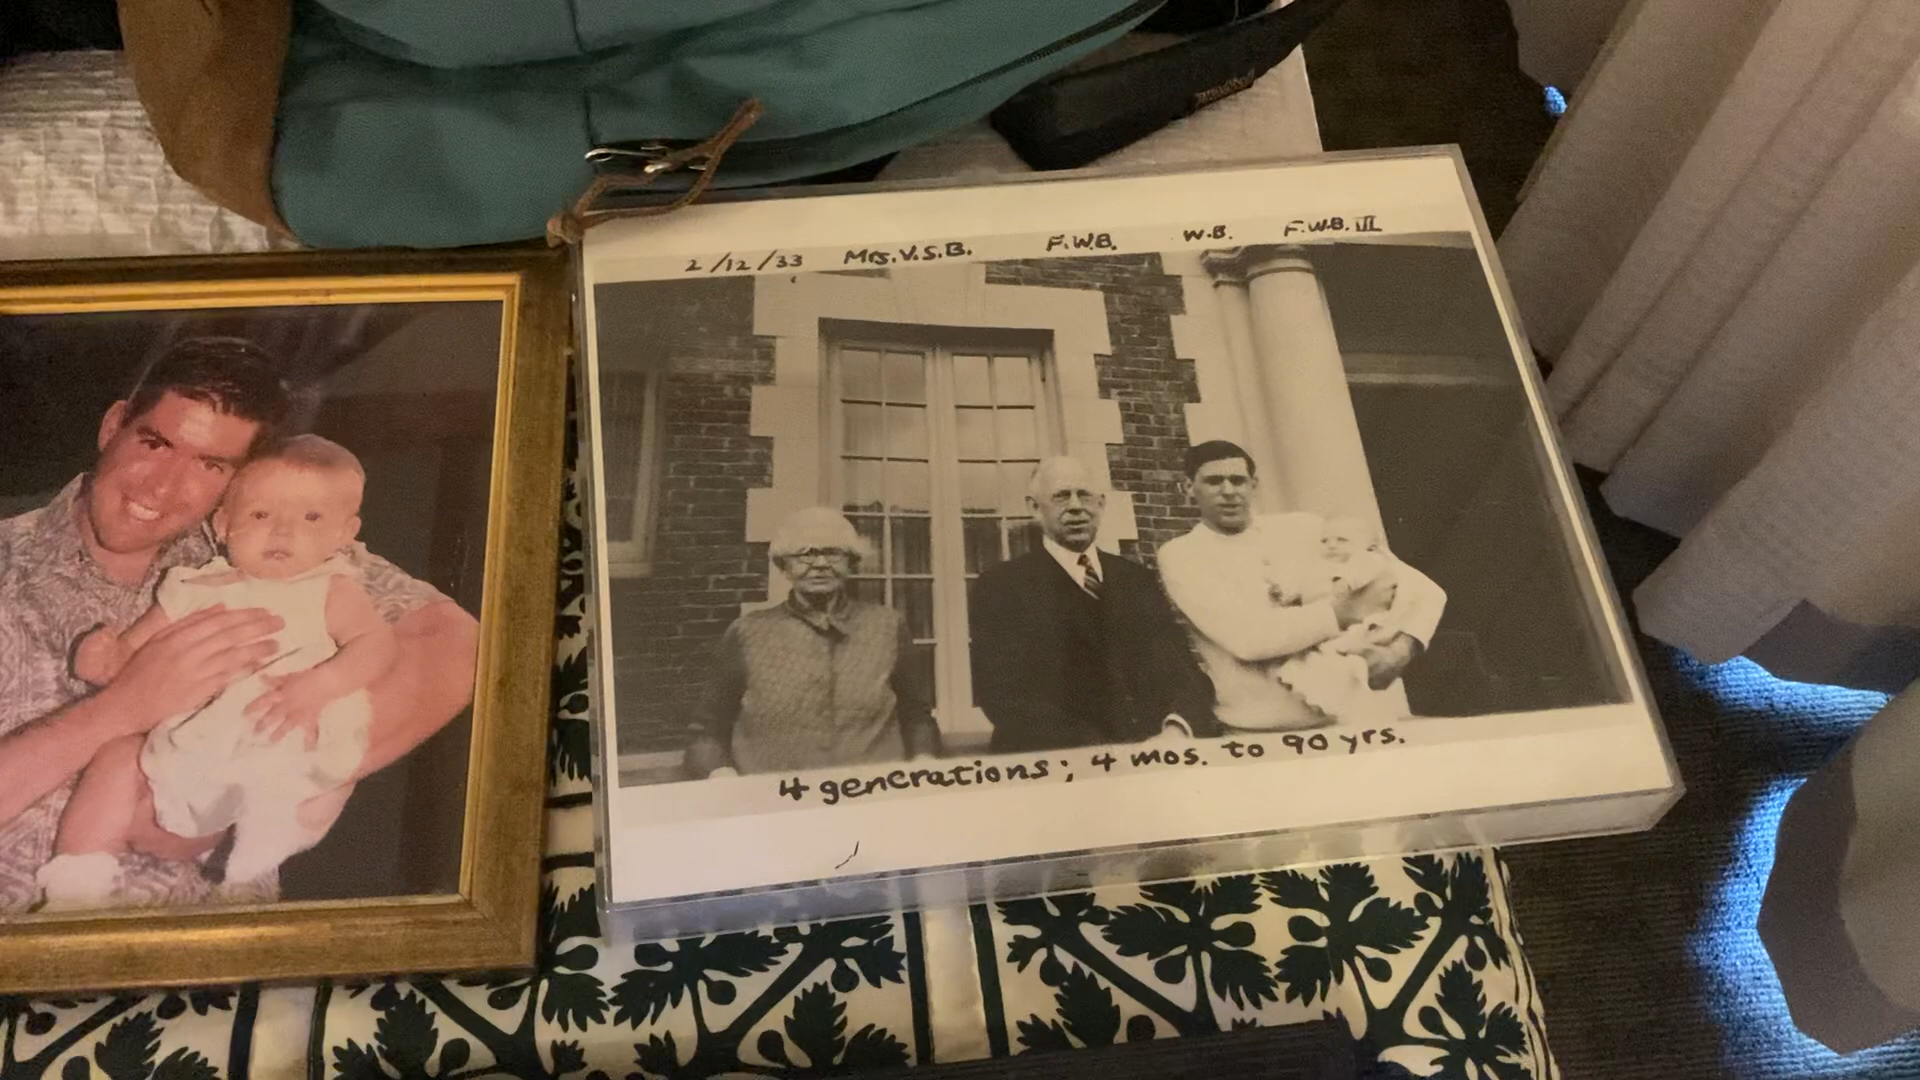 2/12/33 Mrs. V.S.B. F.W.B. W.B. F.W.B. III
4 generations; 4 mos. to 90 yrs.